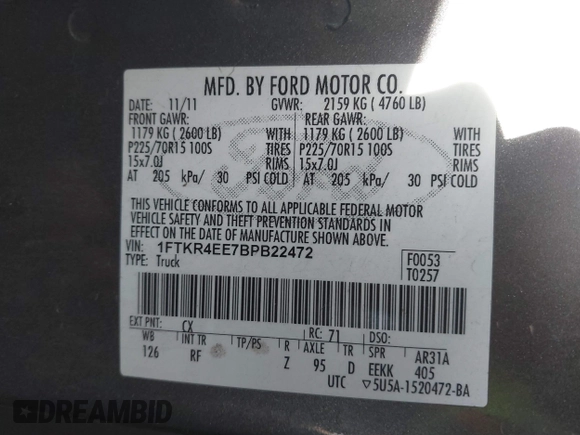 MFD. BY FORD MOTOR CO.
DATE: 11/11 GVWR: 2159 KG ( 4760 LB)
FRONT GAWR: REAR GAWR:
1179 KG ( 2600 LB) WITH 1179 KG ( 2600 LB) WITH
P225/70R15 100S TIRES P225/70R15 100S TIRES
15x7.0J RIMS 15x7.0J RIMS
AT 205 kPa/ 30 PSI COLD AT 205 kPa/ 30 PSI COLD
THIS VEHICLE CONFORMS TO ALL APPLICABLE FEDERAL MOTOR
VEHICLE SAFETY AND THEFT PREVENTION STANDARDS IN
EFFECT ON THE DATE OF MANUFACTURE SHOWN ABOVE.
VIN: 1FTKR4EE7BPB22472
TYPE: Truck
F0053
T0257
EXT PNT: CX RC: 71 DSO:
WB INT TR TP/PS R AXLE TR SPR AR31A
126 RF Z 95 D EEKK 405
UTC ▽5U5A-1520472-BA
Ford
DREAMBID